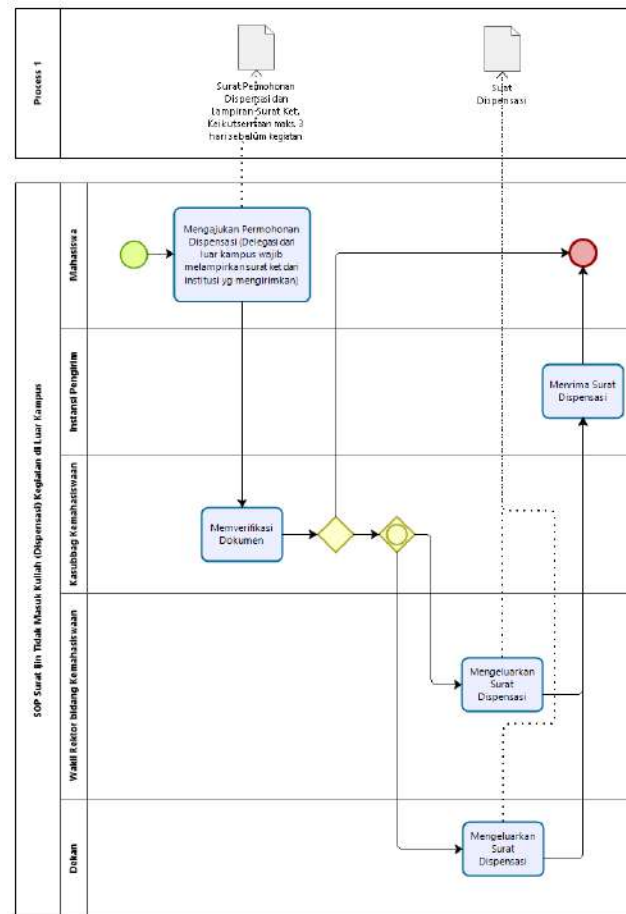 Process 1
Surat Permohonan
Dispensasi dan
Lampiran Surat Ket.
Keikutsertaan maks. 3
hari sebelum kegiatan
Surat
Dispensasi
SOP Surat Ijin Tidak Masuk Kuliah (Dispensasi) Kegiatan di Luar Kampus
Mahasiswa
Mengajukan Permohonan
Dispensasi (Delegasi dari
luar kampus wajib
melampirkan surat ket dari
institusi yg mengirimkan)
Instansi Pengirim
Menrima Surat
Dispensasi
Kasubbag Kemahasiswaan
Memverifikasi
Dokumen
Wakil Rektor bidang Kemahasiswaan
Mengeluarkan
Surat
Dispensasi
Dekan
Mengeluarkan
Surat
Dispensasi